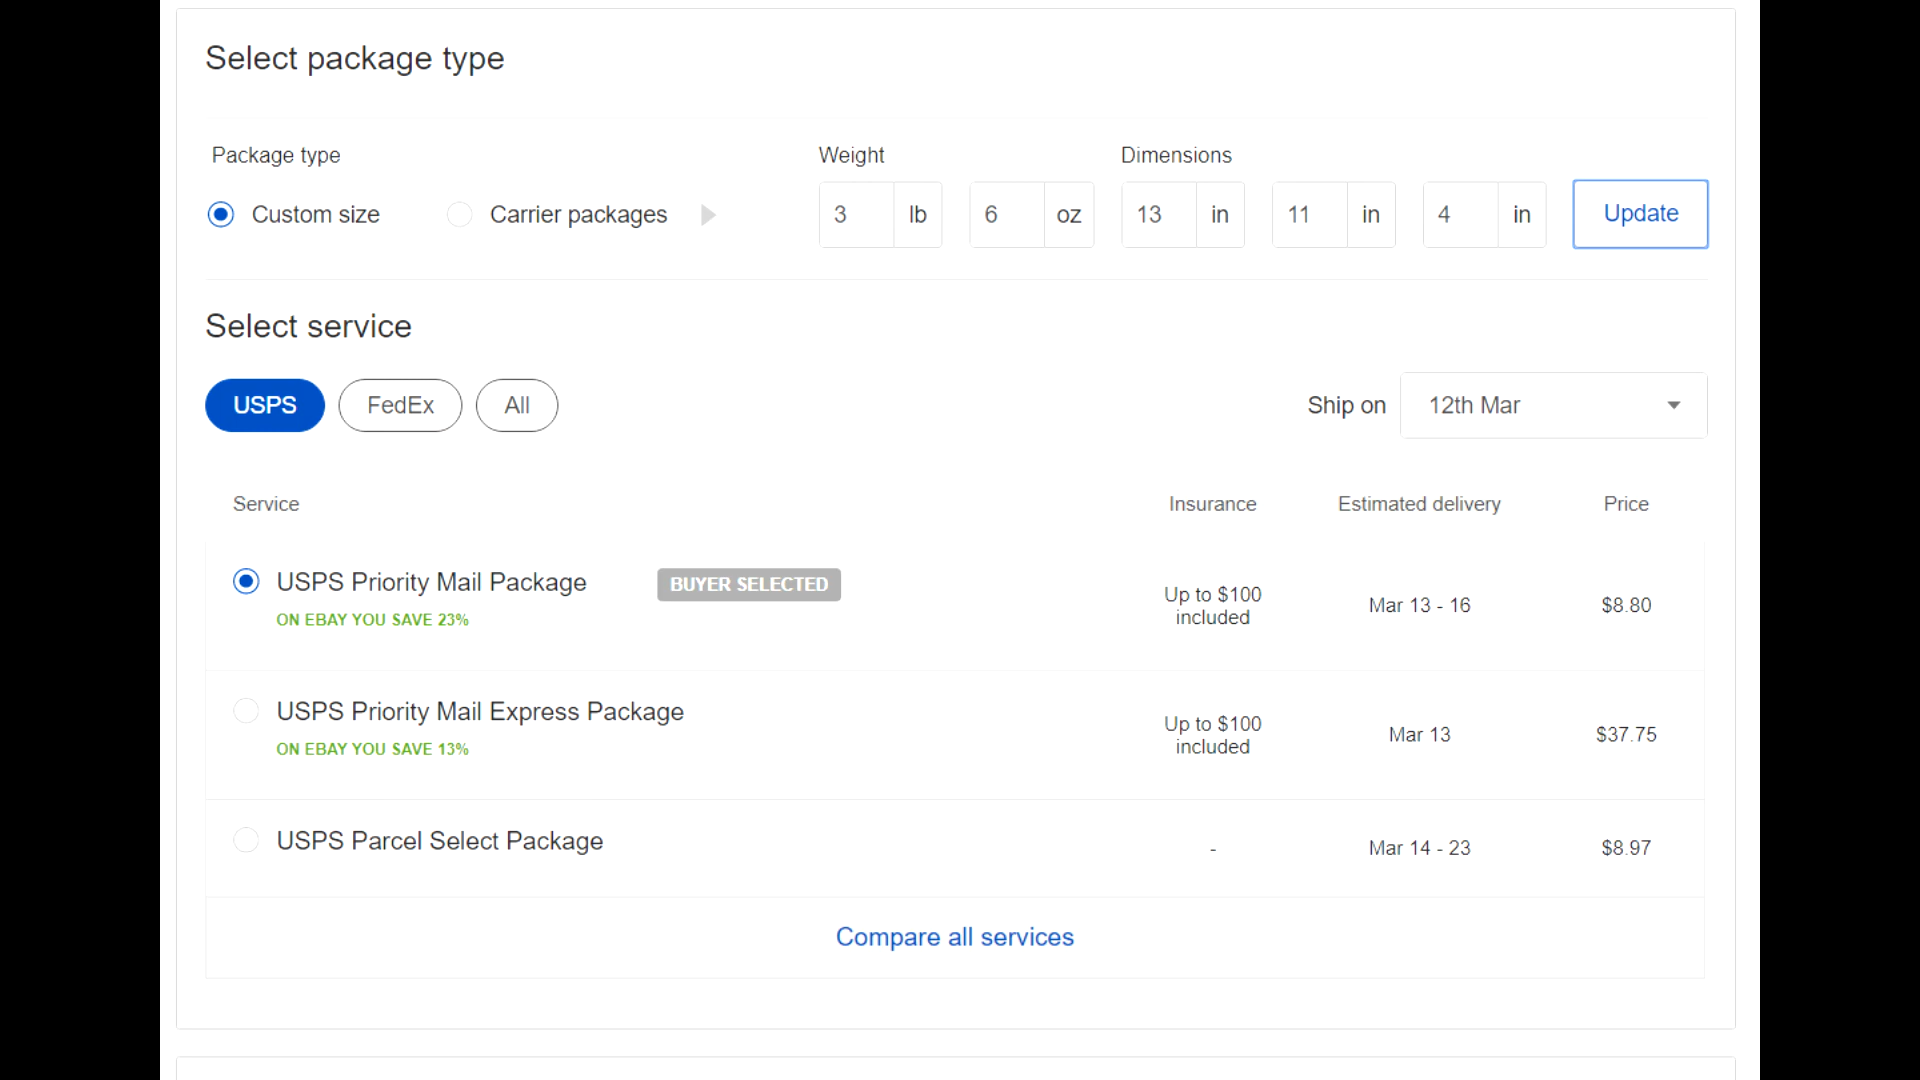 Select package type
Package type
Weight
Dimensions
Custom size
Carrier packages
3 lb
6 oz
13 in
11 in
4 in
Update
Select service
USPS
FedEx
All
Ship on
12th Mar
Service
Insurance
Estimated delivery
Price
USPS Priority Mail Package
BUYER SELECTED
ON EBAY YOU SAVE 23%
Up to $100
included
Mar 13 - 16
$8.80
USPS Priority Mail Express Package
ON EBAY YOU SAVE 13%
Up to $100
included
Mar 13
$37.75
USPS Parcel Select Package
-
Mar 14 - 23
$8.97
Compare all services